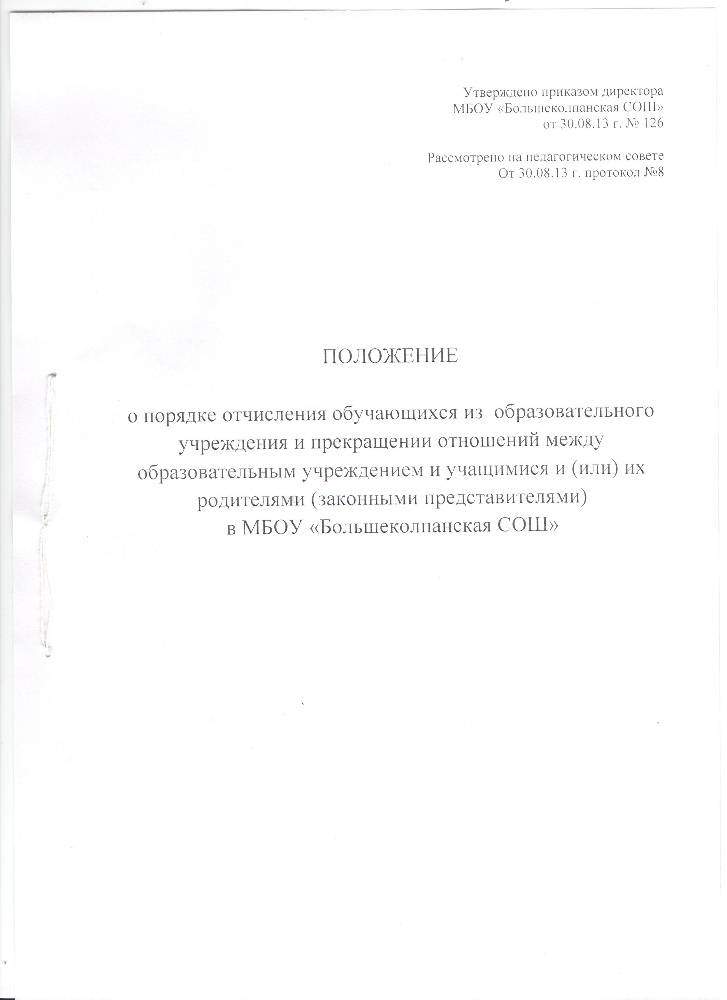 Утверждено приказом директора
МБОУ «Большеколпанская СОШ»
от 30.08.13 г. № 126
Рассмотрено на педагогическом совете
От 30.08.13 г. протокол №8
ПОЛОЖЕНИЕ
о порядке отчисления обучающихся из образовательного
учреждения и прекращении отношений между
образовательным учреждением и учащимися и (или) их
родителями (законными представителями)
в МБОУ «Большеколпанская СОШ»